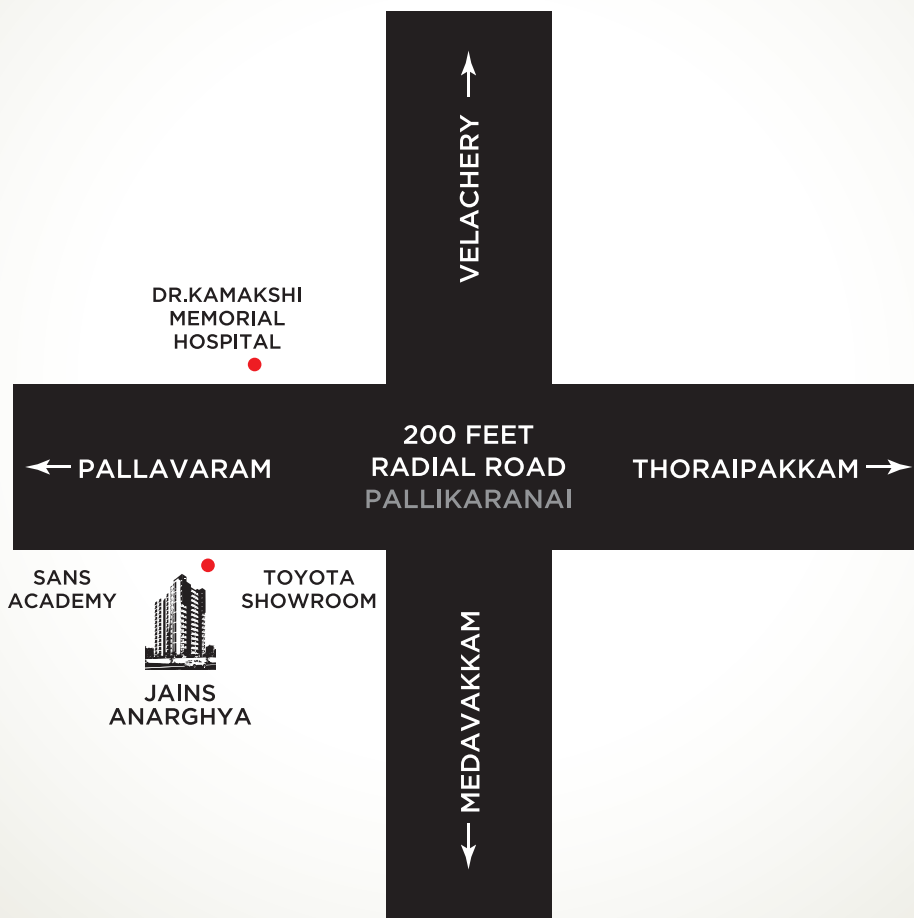 VELACHERY
DR.KAMAKSHI
MEMORIAL
HOSPITAL
200 FEET
RADIAL ROAD
PALLIKARANAI
PALLAVARAM
THORAIPAKKAM
SANS
ACADEMY
TOYOTA
SHOWROOM
JAINS
ANARGHYA
MEDAVAKKAM